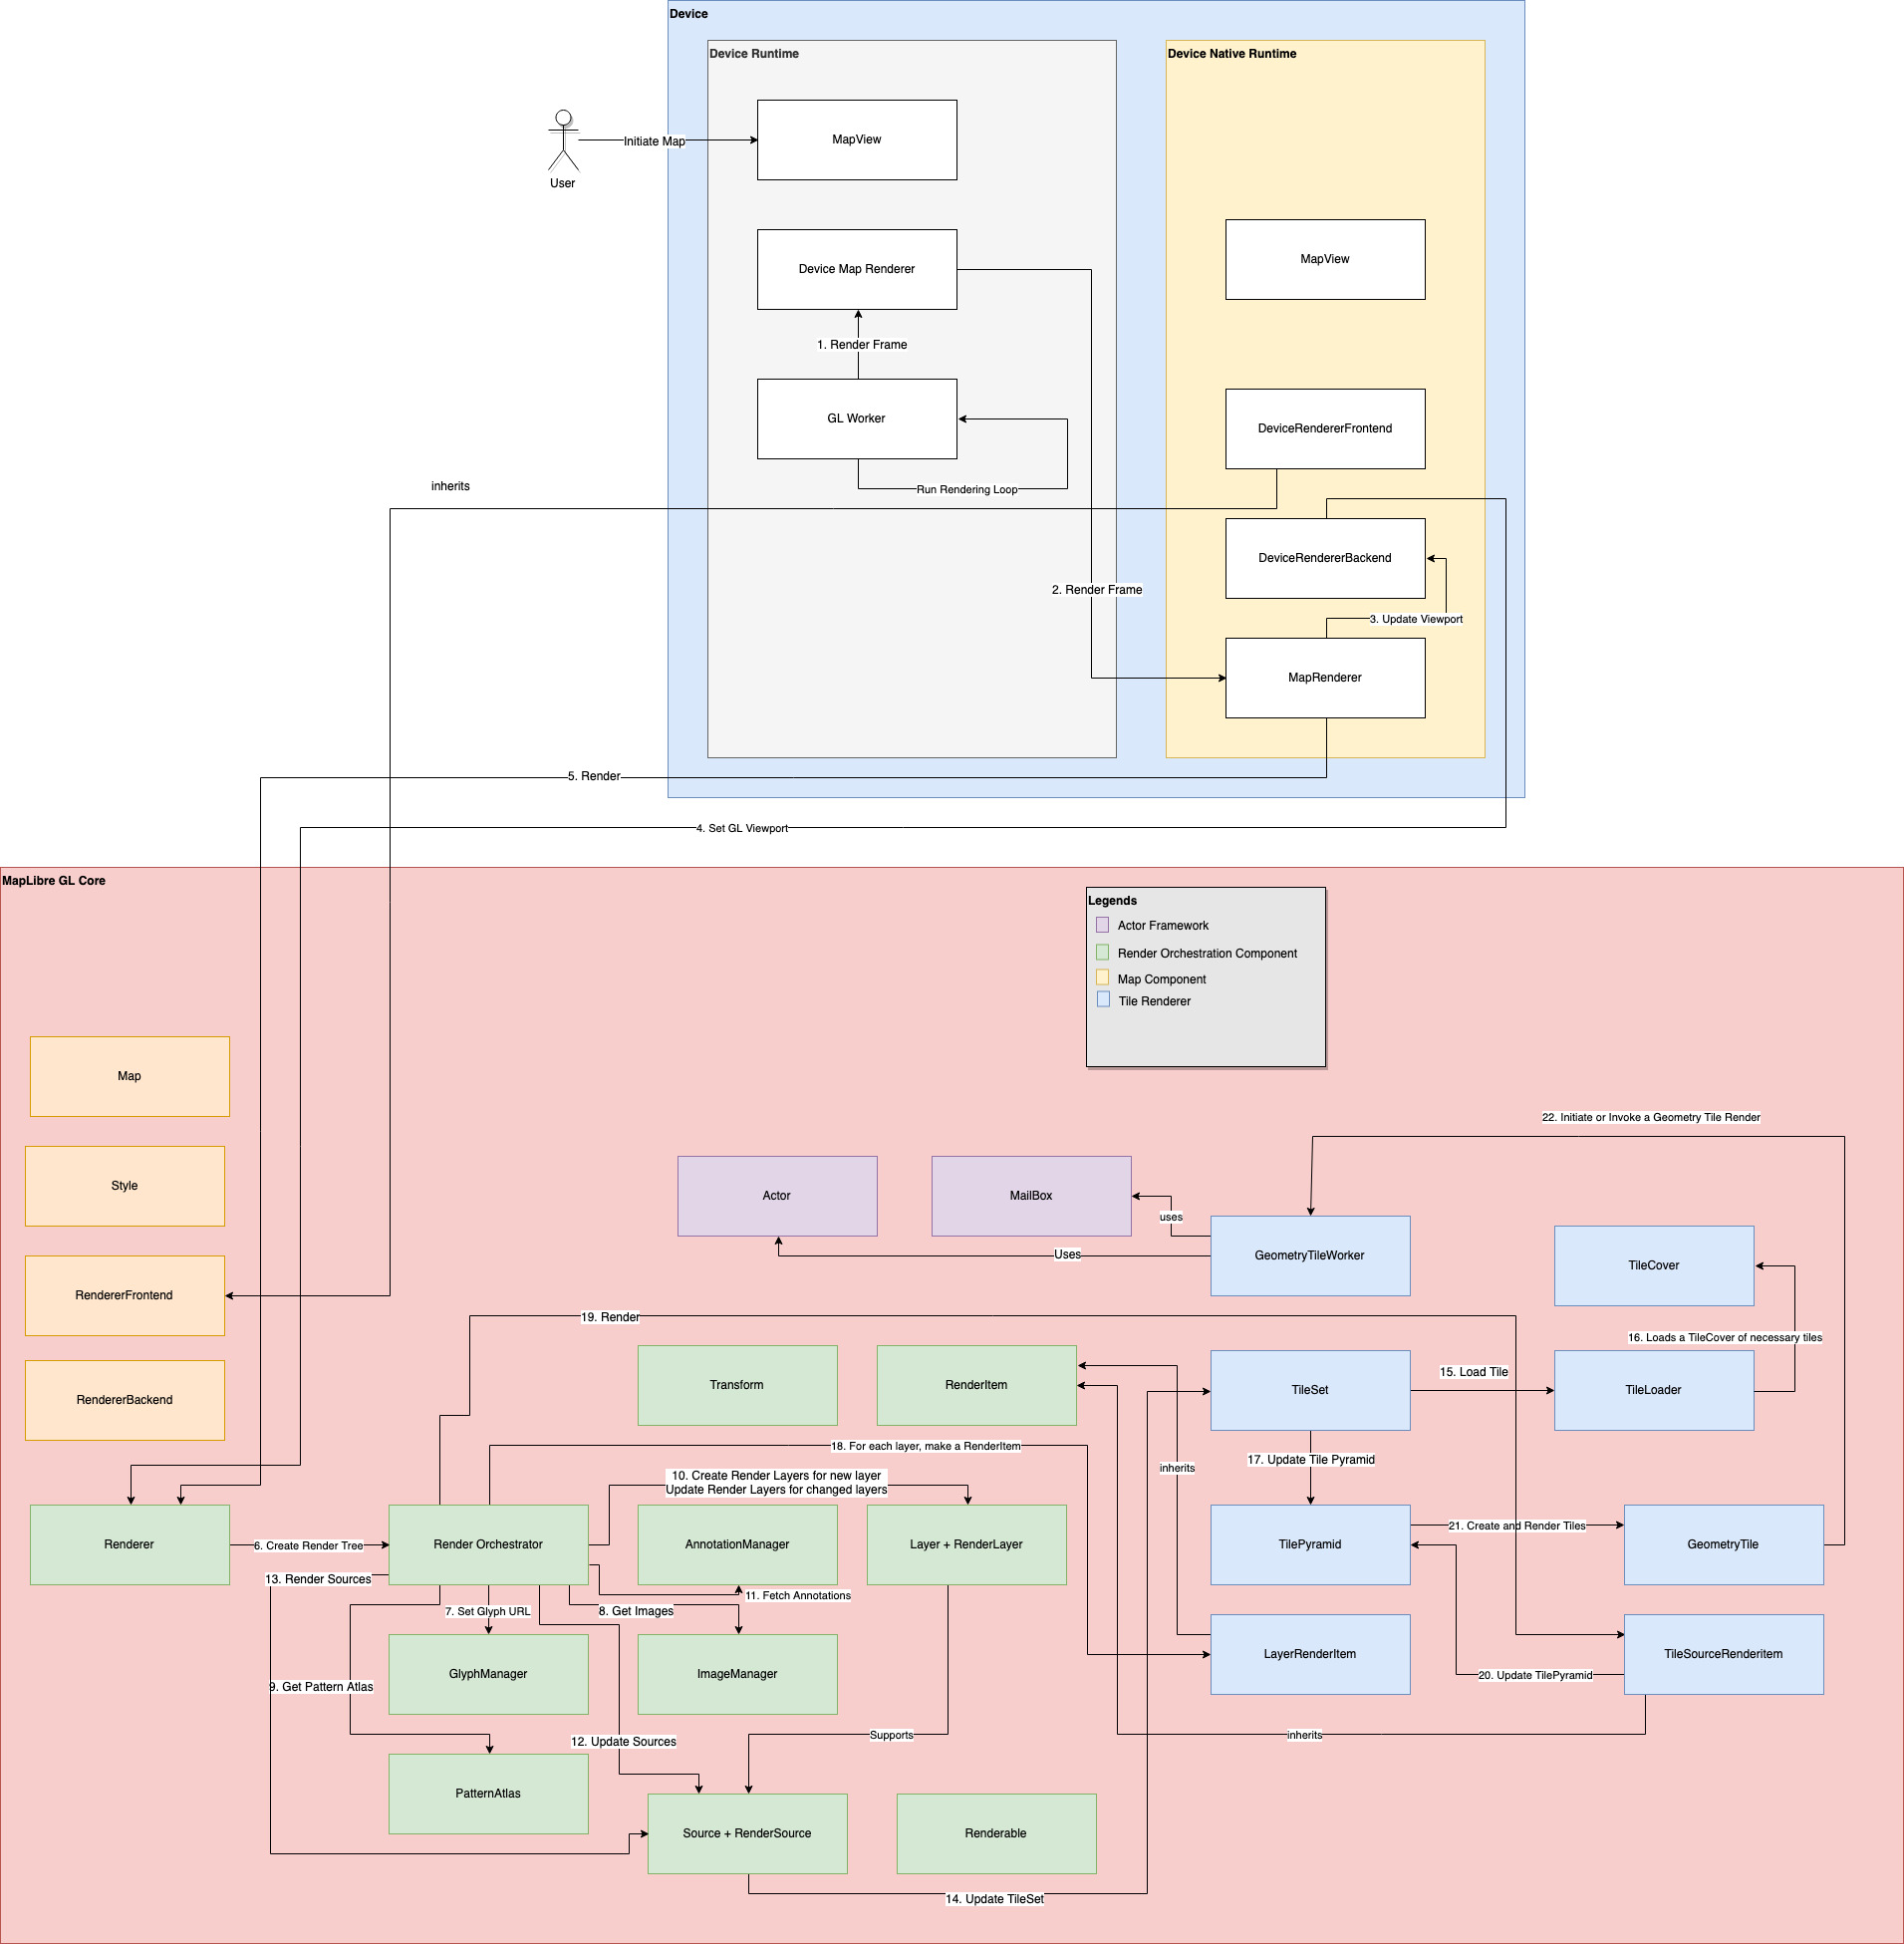 Device
Device Runtime
Device Native Runtime
User
Initiate Map
MapView
MapView
Device Map Renderer
1. Render Frame
GL Worker
Run Rendering Loop
DeviceRendererFrontend
inherits
DeviceRendererBackend
2. Render Frame
3. Update Viewport
MapRenderer
5. Render
4. Set GL Viewport
MapLibre GL Core
Legends
Actor Framework
Render Orchestration Component
Map Component
Tile Renderer
Map
Style
RendererFrontend
RendererBackend
22. Initiate or Invoke a Geometry Tile Render
Actor
MailBox
uses
Uses
GeometryTileWorker
TileCover
19. Render
16. Loads a TileCover of necessary tiles
Transform
RenderItem
TileSet
15. Load Tile
TileLoader
18. For each layer, make a RenderItem
inherits
17. Update Tile Pyramid
10. Create Render Layers for new layer
Update Render Layers for changed layers
Renderer
6. Create Render Tree
Render Orchestrator
AnnotationManager
Layer + RenderLayer
TilePyramid
21. Create and Render Tiles
GeometryTile
13. Render Sources
11. Fetch Annotations
7. Set Glyph URL
8. Get Images
GlyphManager
ImageManager
LayerRenderItem
TileSourceRenderitem
20. Update TilePyramid
9. Get Pattern Atlas
12. Update Sources
Supports
inherits
PatternAtlas
Source + RenderSource
Renderable
14. Update TileSet